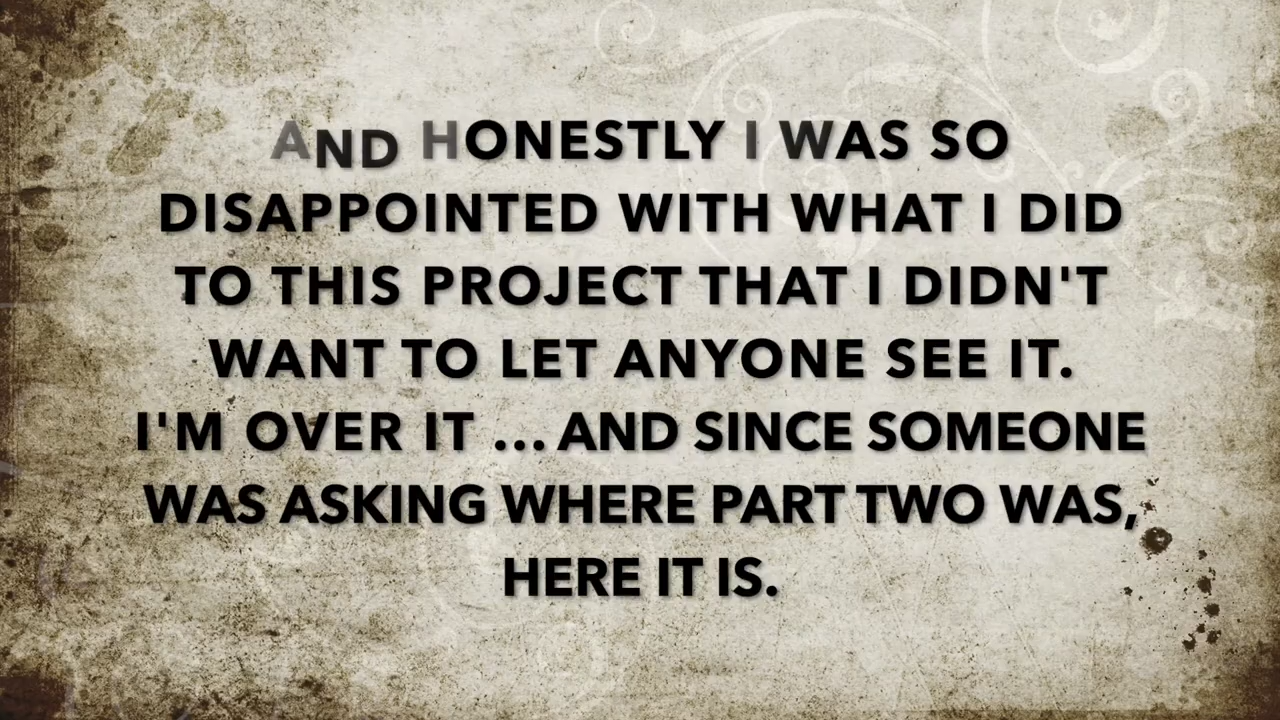 AND HONESTLY I WAS SO
DISAPPOINTED WITH WHAT I DID
TO THIS PROJECT THAT I DIDN'T
WANT TO LET ANYONE SEE IT.
I'M OVER IT ... AND SINCE SOMEONE
WAS ASKING WHERE PART TWO WAS,
HERE IT IS.